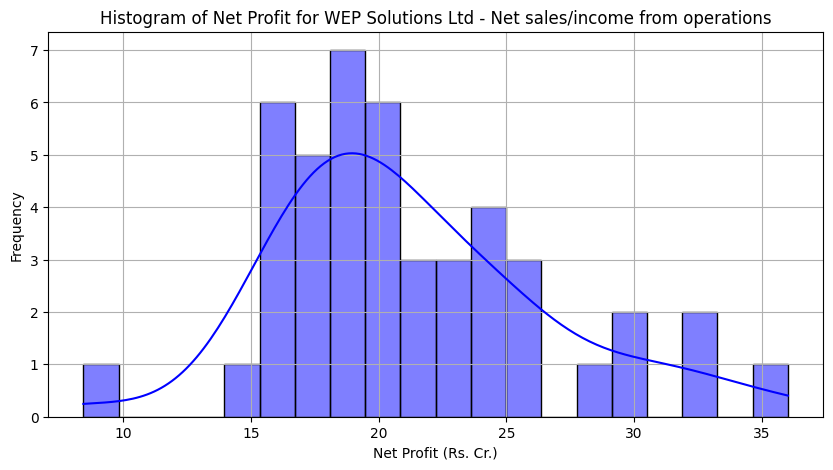 Histogram of Net Profit for WEP Solutions Ltd - Net sales/income from operations
7
6
5
4
3
2
1
0
Frequency
10 15 20 25 30 35
Net Profit (Rs. Cr.)